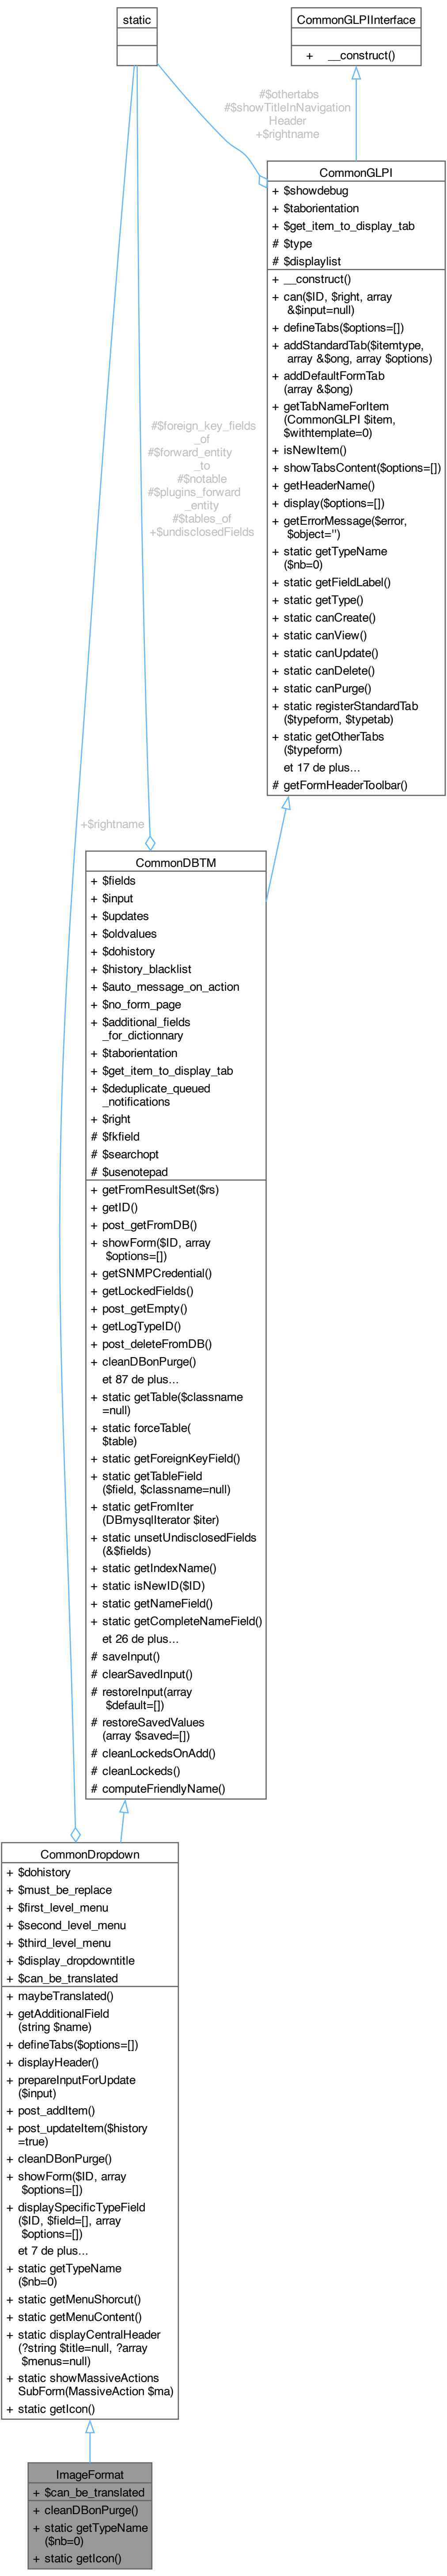 static
CommonGLPIInterface
+ __construct()
#$othertabs
#$showTitleInNavigation
Header
+$rightname
CommonGLPI
+ $showdebug
+ $taborientation
+ $get_item_to_display_tab
# $type
# $displaylist
+ __construct()
+ can($ID, $right, array
&$input=null)
+ defineTabs($options=[])
+ addStandardTab($itemtype,
array &$ong, array $options)
+ addDefaultFormTab
(array &$ong)
+ getTabNameForItem
(CommonGLPI $item,
$withtemplate=0)
+ isNewItem()
+ showTabsContent($options=[])
+ getHeaderName()
+ display($options=[])
+ getErrorMessage($error,
$object='')
+ static getTypeName
($nb=0)
+ static getFieldLabel()
+ static getType()
+ static canCreate()
+ static canView()
+ static canUpdate()
+ static canDelete()
+ static canPurge()
+ static registerStandardTab
($typeform, $typetab)
+ static getOtherTabs
($typeform)
et 17 de plus...
# getFormHeaderToolbar()
#$foreign_key_fields
_of
#$forward_entity
_to
#$notable
#$plugins_forward
_entity
#$tables_of
+$undisclosedFields
+$rightname
CommonDBTM
+ $fields
+ $input
+ $updates
+ $oldvalues
+ $dohistory
+ $history_blacklist
+ $auto_message_on_action
+ $no_form_page
+ $additional_fields
_for_dictionnary
+ $taborientation
+ $get_item_to_display_tab
+ $deduplicate_queued
_notifications
+ $right
# $fkfield
# $searchopt
# $usenotepad
+ getFromResultSet($rs)
+ getID()
+ post_getFromDB()
+ showForm($ID, array
$options=[])
+ getSNMPCredential()
+ getLockedFields()
+ post_getEmpty()
+ getLogTypeID()
+ post_deleteFromDB()
+ cleanDBonPurge()
et 87 de plus...
+ static getTable($classname
=null)
+ static forceTable(
$table)
+ static getForeignKeyField()
+ static getTableField
($field, $classname=null)
+ static getFromIter
(DBmysqlIterator $iter)
+ static unsetUndisclosedFields
(&$fields)
+ static getIndexName()
+ static isNewID($ID)
+ static getNameField()
+ static getCompleteNameField()
et 26 de plus...
# saveInput()
# clearSavedInput()
# restoreInput(array
$default=[])
# restoreSavedValues
(array $saved=[])
# cleanLockedsOnAdd()
# cleanLockeds()
# computeFriendlyName()
CommonDropdown
+ $dohistory
+ $must_be_replace
+ $first_level_menu
+ $second_level_menu
+ $third_level_menu
+ $display_dropdowntitle
+ $can_be_translated
+ maybeTranslated()
+ getAdditionalField
(string $name)
+ defineTabs($options=[])
+ displayHeader()
+ prepareInputForUpdate
($input)
+ post_addItem()
+ post_updateItem($history
=true)
+ cleanDBonPurge()
+ showForm($ID, array
$options=[])
+ displaySpecificTypeField
($ID, $field=[], array
$options=[])
et 7 de plus...
+ static getTypeName
($nb=0)
+ static getMenuShorcut()
+ static getMenuContent()
+ static displayCentralHeader
(?string $title=null, ?array
$menus=null)
+ static showMassiveActions
SubForm(MassiveAction $ma)
+ static getIcon()
ImageFormat
+ $can_be_translated
+ cleanDBonPurge()
+ static getTypeName
($nb=0)
+ static getIcon()